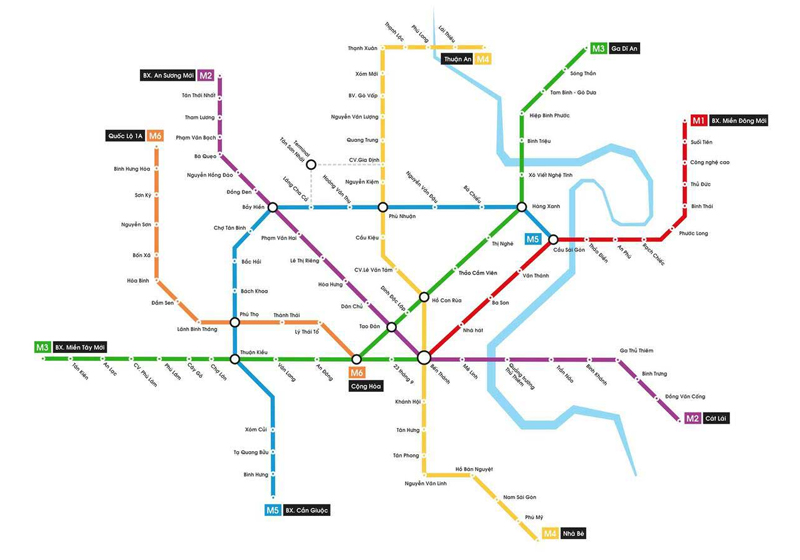 Thạnh Lộc
Phú Long
Lái Thiêu
Thuận An M4
Thạnh Xuân
Xóm Mới
BV. Gò Vấp
Nguyễn Văn Lượng
Quang Trung
CV.Gia Định
Nguyễn Kiệm
Phú Nhuận
Cầu Kiệu
CV.Lê Văn Tám
Hồ Con Rùa
M3 Ga Dĩ An
Sóng Thần
Tam Bình - Gò Dưa
Hiệp Bình Phước
Bình Triệu
Xô Viết Nghệ Tĩnh
Hàng Xanh
Thị Nghè
Thảo Cầm Viên
Dinh Độc Lập
Tao Đàn
BX. An Sương Mới M2
Tân Thới Nhất
Tham Lương
Phạm Văn Bạch
Bà Quẹo
Nguyễn Hồng Đào
Đồng Đen
Bảy Hiền
Phạm Văn Hai
Lê Thị Riêng
Hòa Hưng
Dân Chủ
Quốc Lộ 1A M6
Bình Hưng Hòa
Sơn Kỳ
Nguyễn Sơn
Bốn Xã
Hòa Bình
Đầm Sen
Lãnh Binh Thăng
Phú Thọ
Thành Thái
Lý Thái Tổ
M6
Cộng Hòa
Terminal
Tân Sơn Nhất
Lăng Cha Cả
Hoàng Văn Thụ
Nguyễn Văn Đậu
Bà Chiểu
M5
M1 BX. Miền Đông Mới
Suối Tiên
Công nghệ cao
Thủ Đức
Bình Thái
Phước Long
Rạch Chiếc
An Phú
Thảo Điền
Cầu Sài Gòn
Văn Thánh
Ba Son
Nhà hát
Bến Thành
Chợ Tân Bình
Bắc Hải
Bách Khoa
Thuận Kiều
M3 BX. Miền Tây Mới
Tân Kiên
An Lạc
CV. Phú Lâm
Phú Lâm
Cây Gõ
Chợ Lớn
Văn Lang
An Đông
23 tháng 9
Mê Linh
Quảng trường
Thủ Thiêm
Trần Não
Bình Khánh
Ga Thủ Thiêm
Bình Trưng
Đồng Văn Cống
M2 Cát Lái
Xóm Củi
Tạ Quang Bửu
Bình Hưng
M5 BX. Cần Giuộc
Khánh Hội
Tân Hưng
Tân Phong
Nguyễn Văn Linh
Hồ Bán Nguyệt
Nam Sài Gòn
Phú Mỹ
M4 Nhà Bè